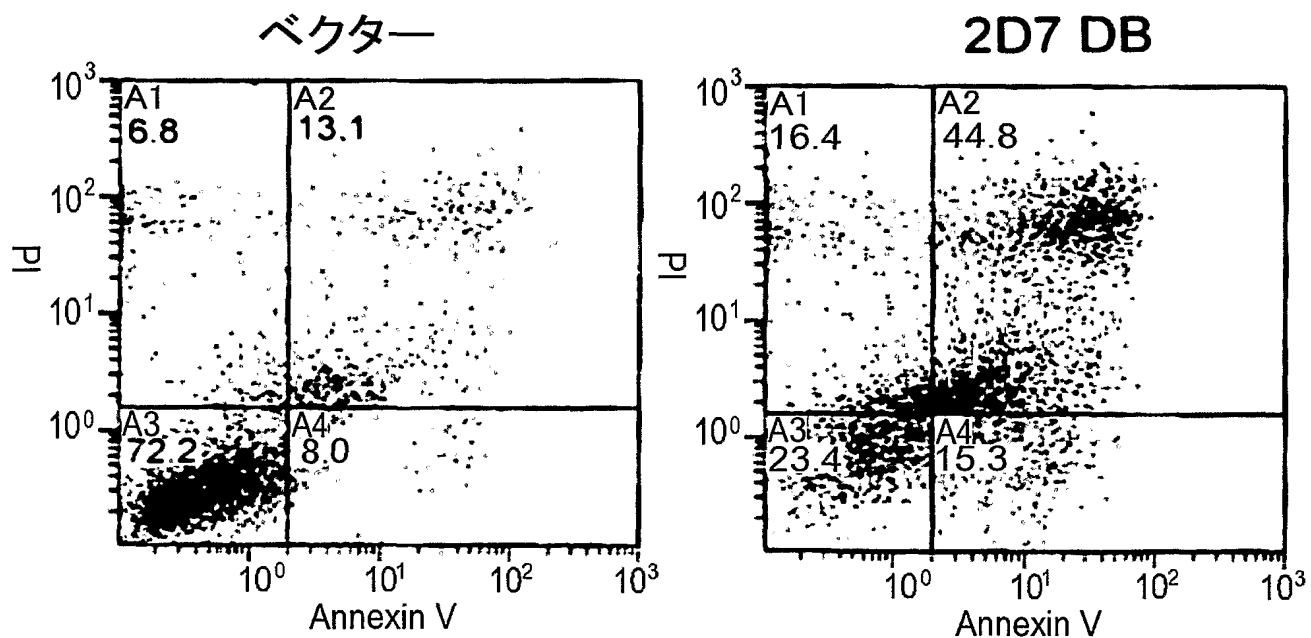 ベクター
10³
A1
6.8
A2
13.1
10²
PI
10¹
10⁰
A3
72.2
A4
8.0
10⁰ 10¹ 10² 10³
Annexin V
2D7 DB
10³
A1
16.4
A2
44.8
10²
PI
10¹
10⁰
A3
23.4
A4
15.3
10⁰ 10¹ 10² 10³
Annexin V